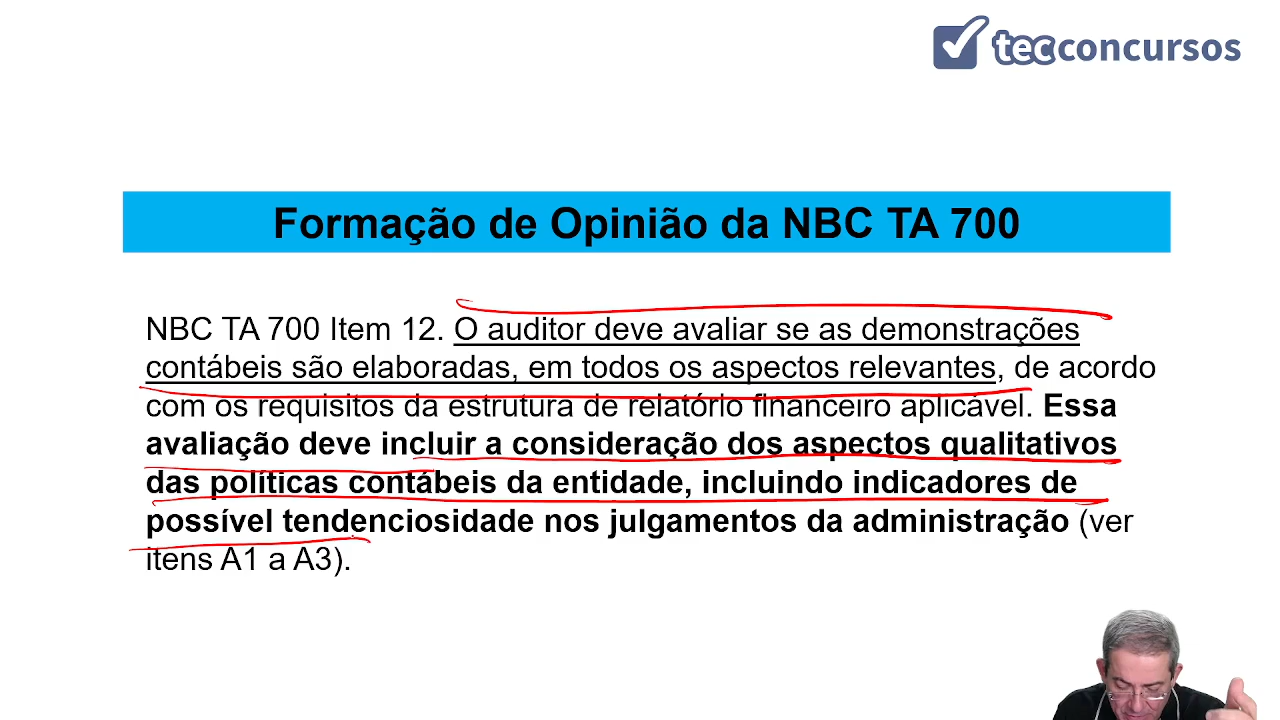 tecconcursos
Formação de Opinião da NBC TA 700
NBC TA 700 Item 12. O auditor deve avaliar se as demonstrações
contábeis são elaboradas, em todos os aspectos relevantes, de acordo
com os requisitos da estrutura de relatório financeiro aplicável. Essa
avaliação deve incluir a consideração dos aspectos qualitativos
das políticas contábeis da entidade, incluindo indicadores de
possível tendenciosidade nos julgamentos da administração (ver
itens A1 a A3).